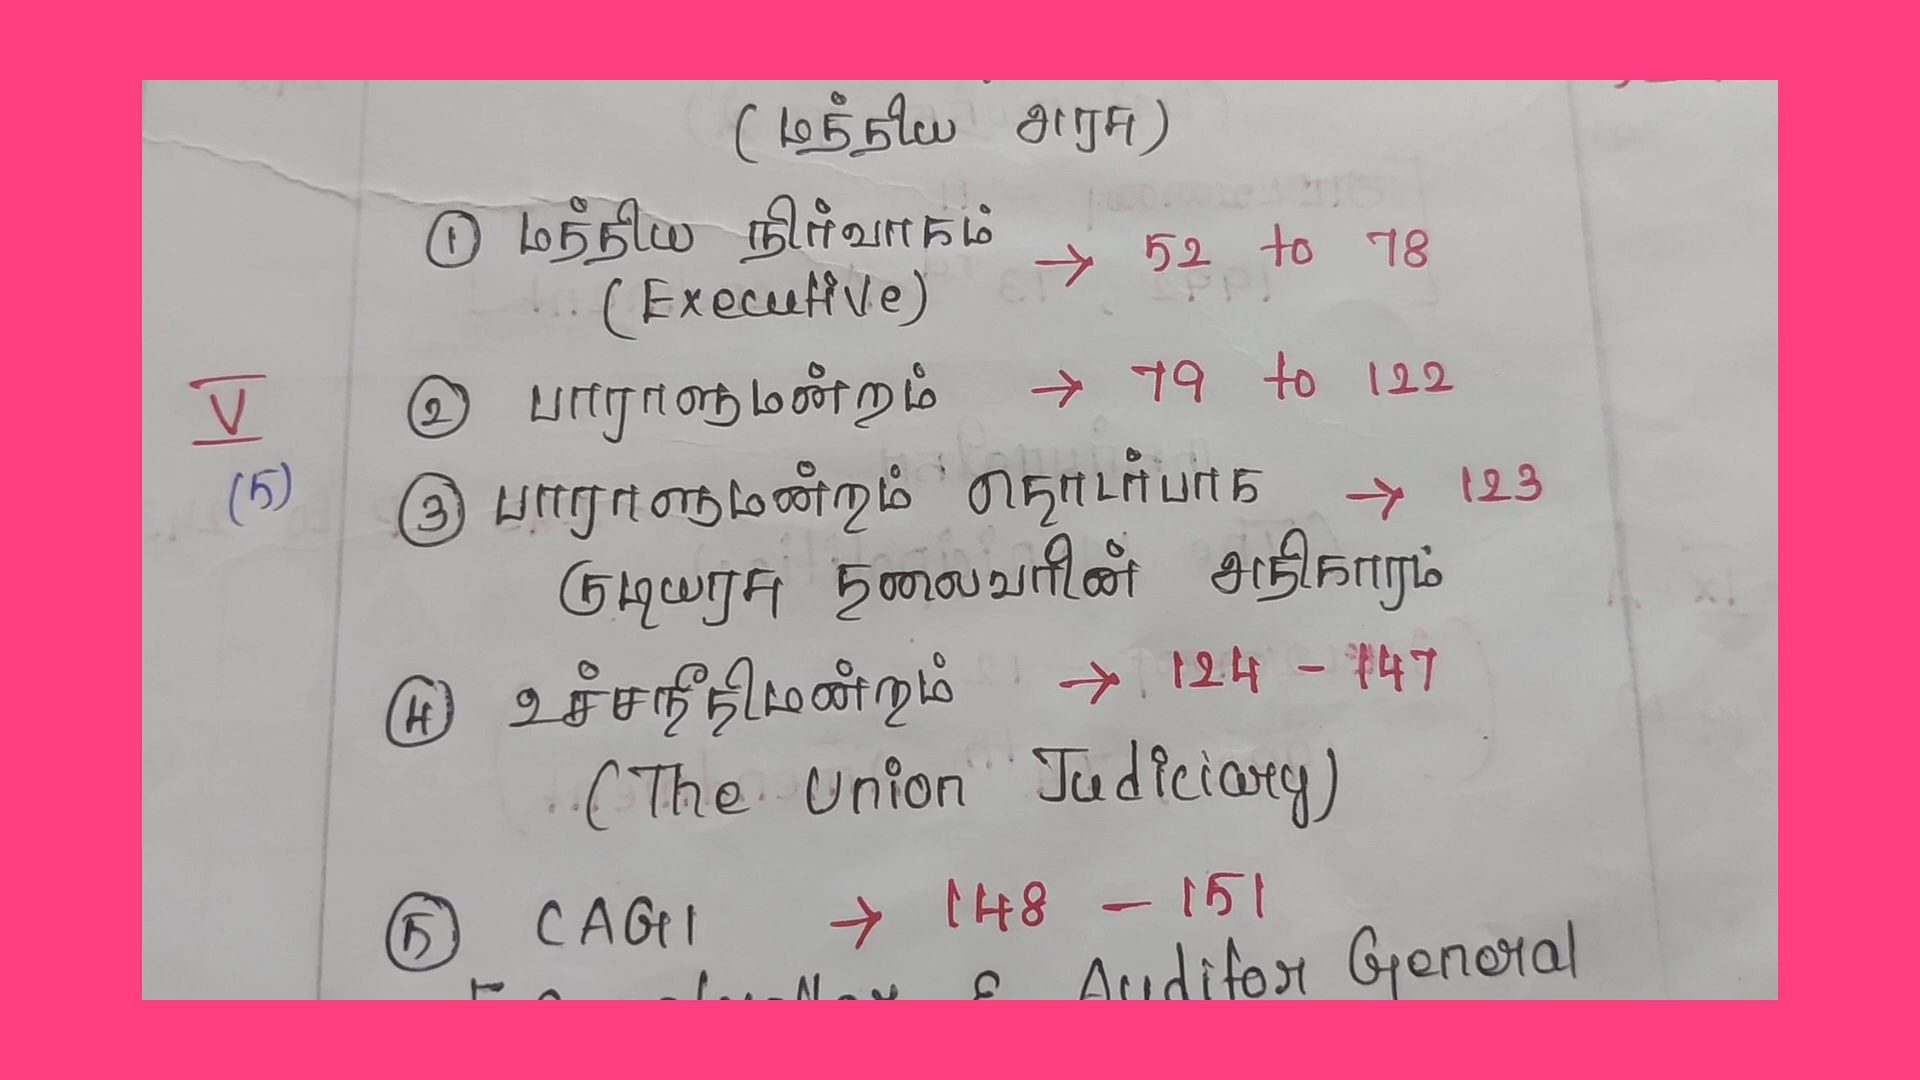 (மத்திய அரசு)
① மத்திய நிர்வாகம் → 52 to 78
(Executive)
② பாராளுமன்றம் → 79 to 122
V
(5)
③ பாராளுமன்றம் தொடர்பாக → 123
குடியரசு தலைவரின் அதிகாரம்
④ உச்சநீதிமன்றம் → 124 - 147
(The Union Judiciary)
⑤ CAG → 148 - 151
& Auditor General